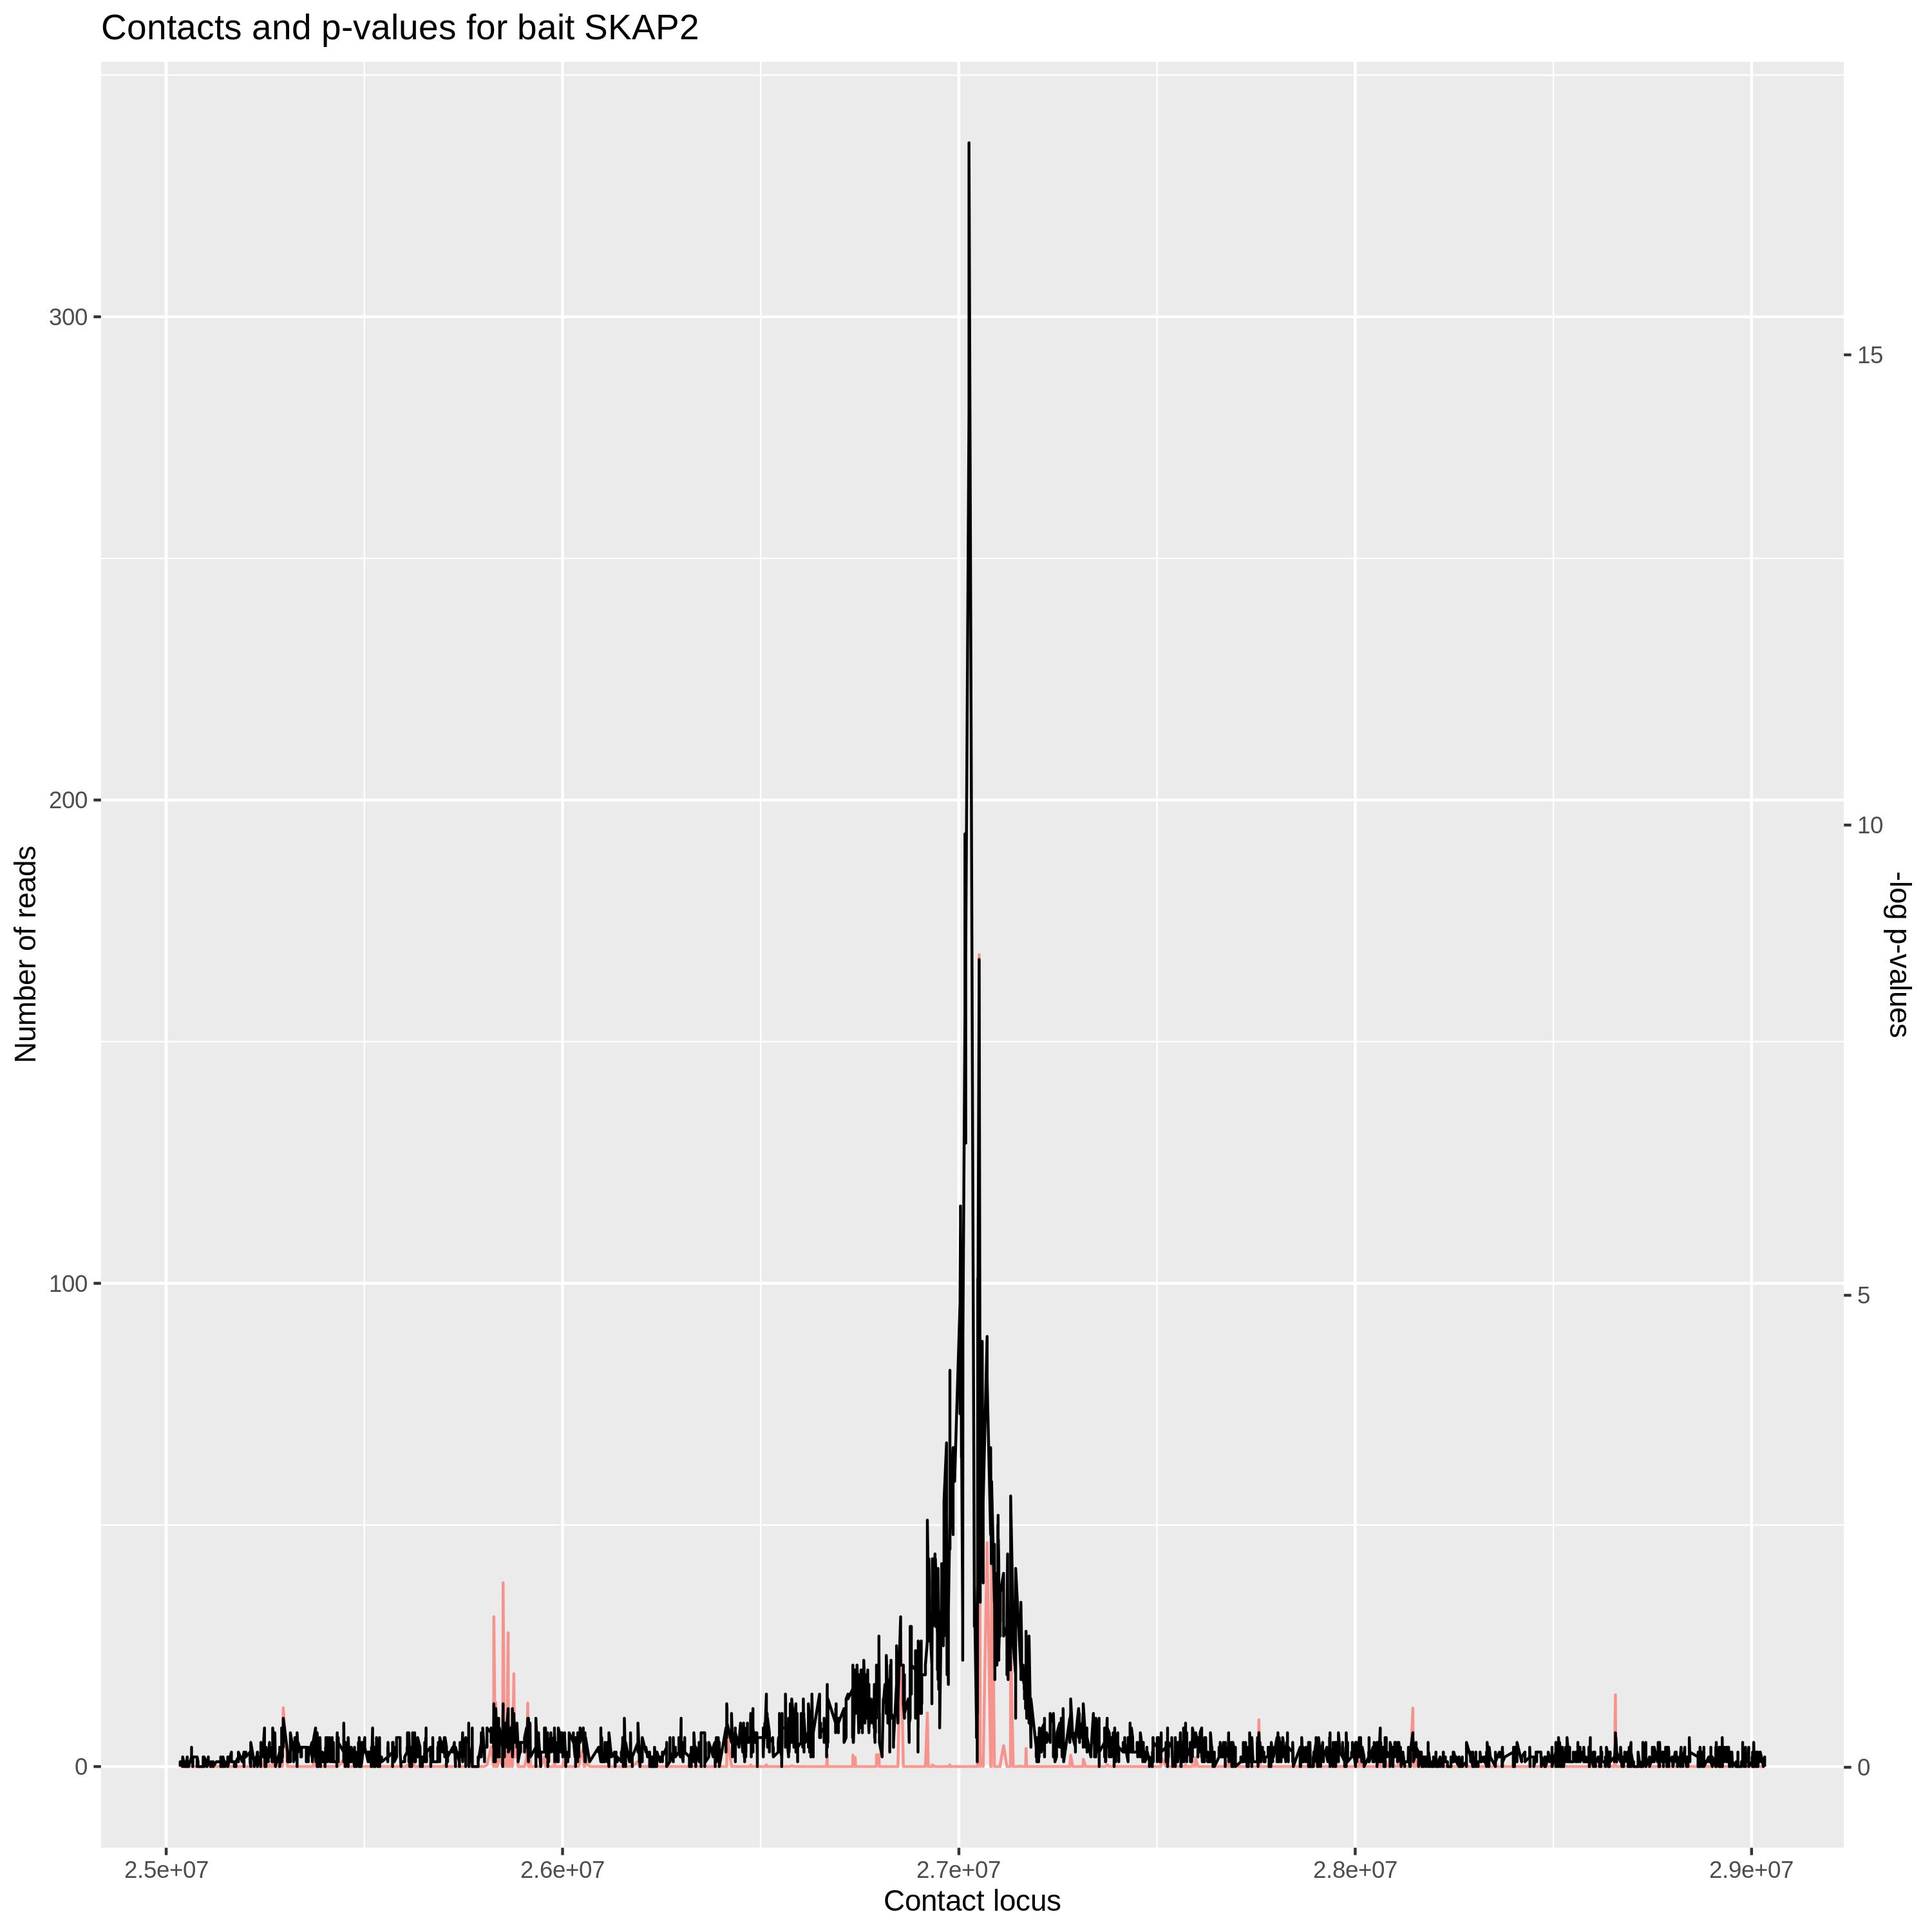 Contacts and p-values for bait SKAP2
300
200
100
0
Number of reads
15
10
5
0
-log p-values
2.5e+07
2.6e+07
2.7e+07
2.8e+07
2.9e+07
Contact locus